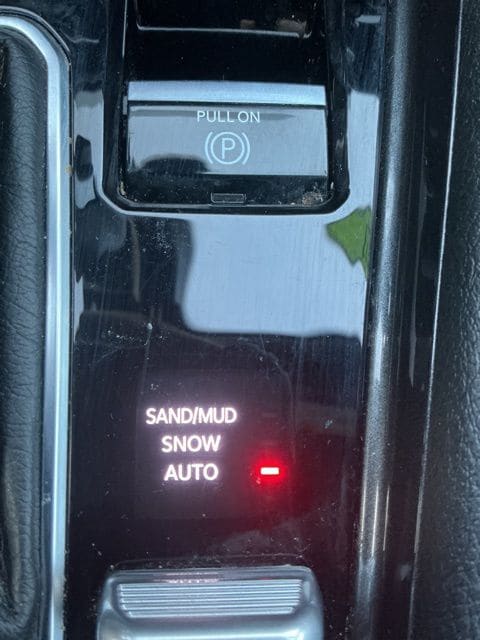 PULL ON
(P)
SAND/MUD
SNOW
AUTO